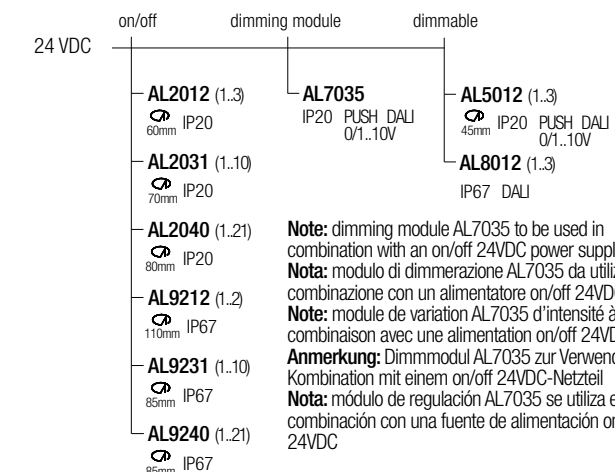 on/off dimming module dimmable
24 VDC
AL2012 (1..3)
60mm IP20
AL2031 (1..10)
70mm IP20
AL2040 (1..21)
80mm IP20
AL9212 (1..2)
110mm IP67
AL9231 (1..10)
85mm IP67
AL9240 (1..21)
85mm IP67
AL7035
IP20 PUSH DALI
0/1..10V
AL5012 (1..3)
45mm IP20 PUSH DALI
0/1..10V
AL8012 (1..3)
IP67 DALI
Note: dimming module AL7035 to be used in
combination with an on/off 24VDC power suppl
Nota: modulo di dimmerazione AL7035 da utiliz
combinazione con un alimentatore on/off 24VD
Note: module de variation AL7035 d'intensité à
combinaison avec une alimentation on/off 24VD
Anmerkung: Dimmmodul AL7035 zur Verwend
Kombination mit einem on/off 24VDC-Netzteil
Nota: módulo de regulación AL7035 se utiliza e
combinación con una fuente de alimentación o
24VDC